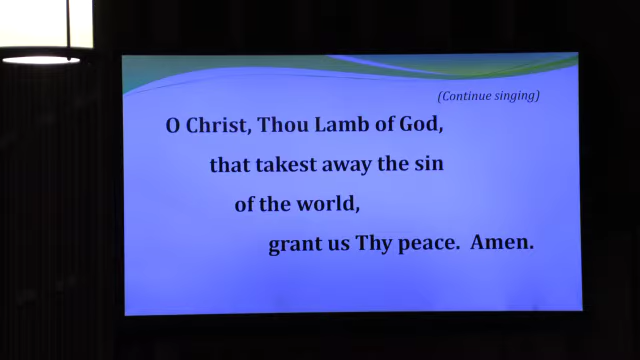 (Continue singing)
O Christ, Thou Lamb of God,
that takest away the sin
of the world,
grant us Thy peace. Amen.